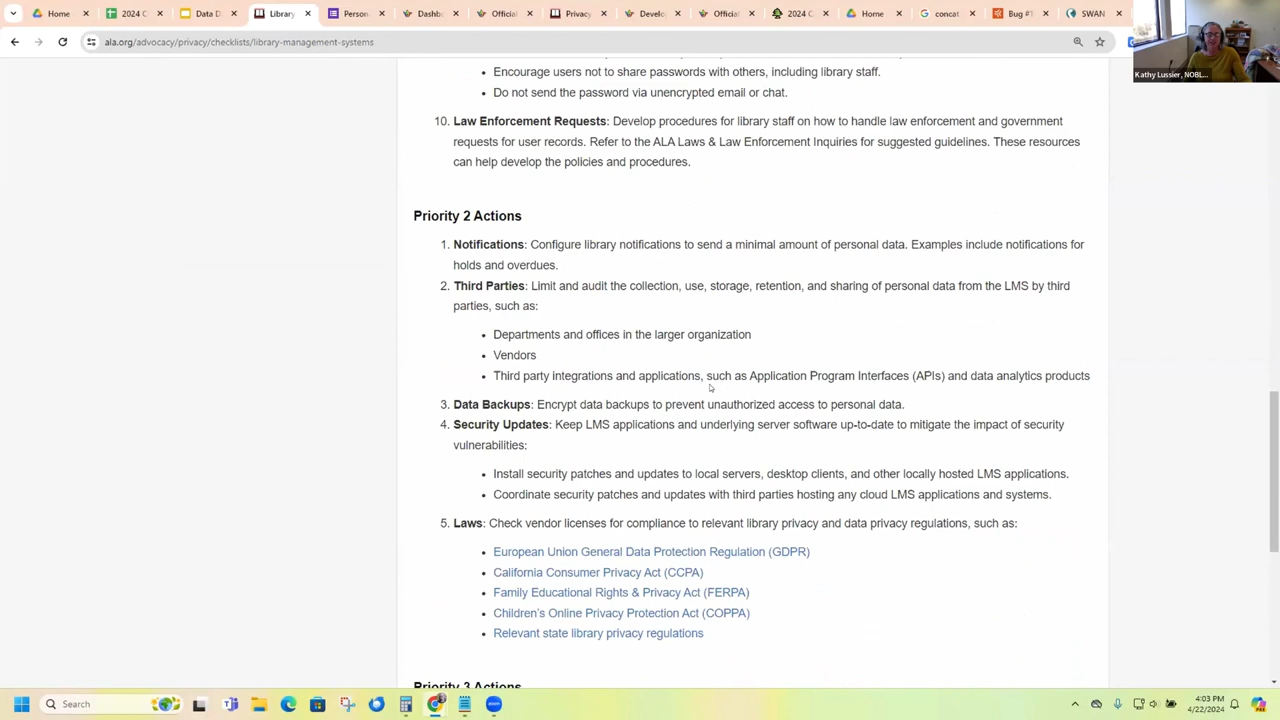 Home
2024 C
Data D
Library
Person
Dashb
Official
Privacy
Develo
Official
2024 C
Home
concat
Bug #1
SWAN
ala.org/advocacy/privacy/checklists/library-management-systems
Kathy Lussier, NOBL...
• Encourage users not to share passwords with others, including library staff.
• Do not send the password via unencrypted email or chat.
10. Law Enforcement Requests: Develop procedures for library staff on how to handle law enforcement and government
requests for user records. Refer to the ALA Laws & Law Enforcement Inquiries for suggested guidelines. These resources
can help develop the policies and procedures.
Priority 2 Actions
1. Notifications: Configure library notifications to send a minimal amount of personal data. Examples include notifications for
holds and overdues.
2. Third Parties: Limit and audit the collection, use, storage, retention, and sharing of personal data from the LMS by third
parties, such as:
• Departments and offices in the larger organization
• Vendors
• Third party integrations and applications, such as Application Program Interfaces (APIs) and data analytics products
3. Data Backups: Encrypt data backups to prevent unauthorized access to personal data.
4. Security Updates: Keep LMS applications and underlying server software up-to-date to mitigate the impact of security
vulnerabilities:
• Install security patches and updates to local servers, desktop clients, and other locally hosted LMS applications.
• Coordinate security patches and updates with third parties hosting any cloud LMS applications and systems.
5. Laws: Check vendor licenses for compliance to relevant library privacy and data privacy regulations, such as:
• European Union General Data Protection Regulation (GDPR)
• California Consumer Privacy Act (CCPA)
• Family Educational Rights & Privacy Act (FERPA)
• Children's Online Privacy Protection Act (COPPA)
• Relevant state library privacy regulations
Priority 3 Actions
Search
4:03 PM
4/22/2024